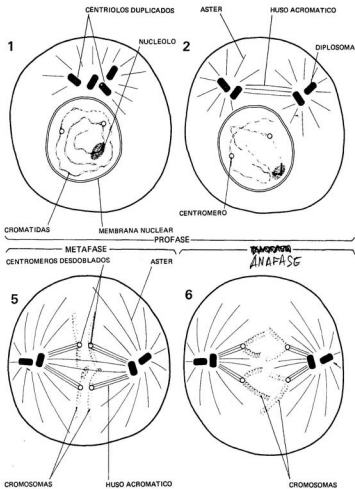 CENTRIOLOS DUPLICADOS
1
NUCLEOLO
CROMATIDAS
MEMBRANA NUCLEAR
2
ASTER
HUSO ACROMATICO
DIPLOSOMA
CENTROMERO
PROFASE
METAFASE
ANAFASE
CENTROMEROS DESDOBLADOS
ASTER
5
CROMOSOMAS
HUSO ACROMATICO
6
CROMOSOMAS